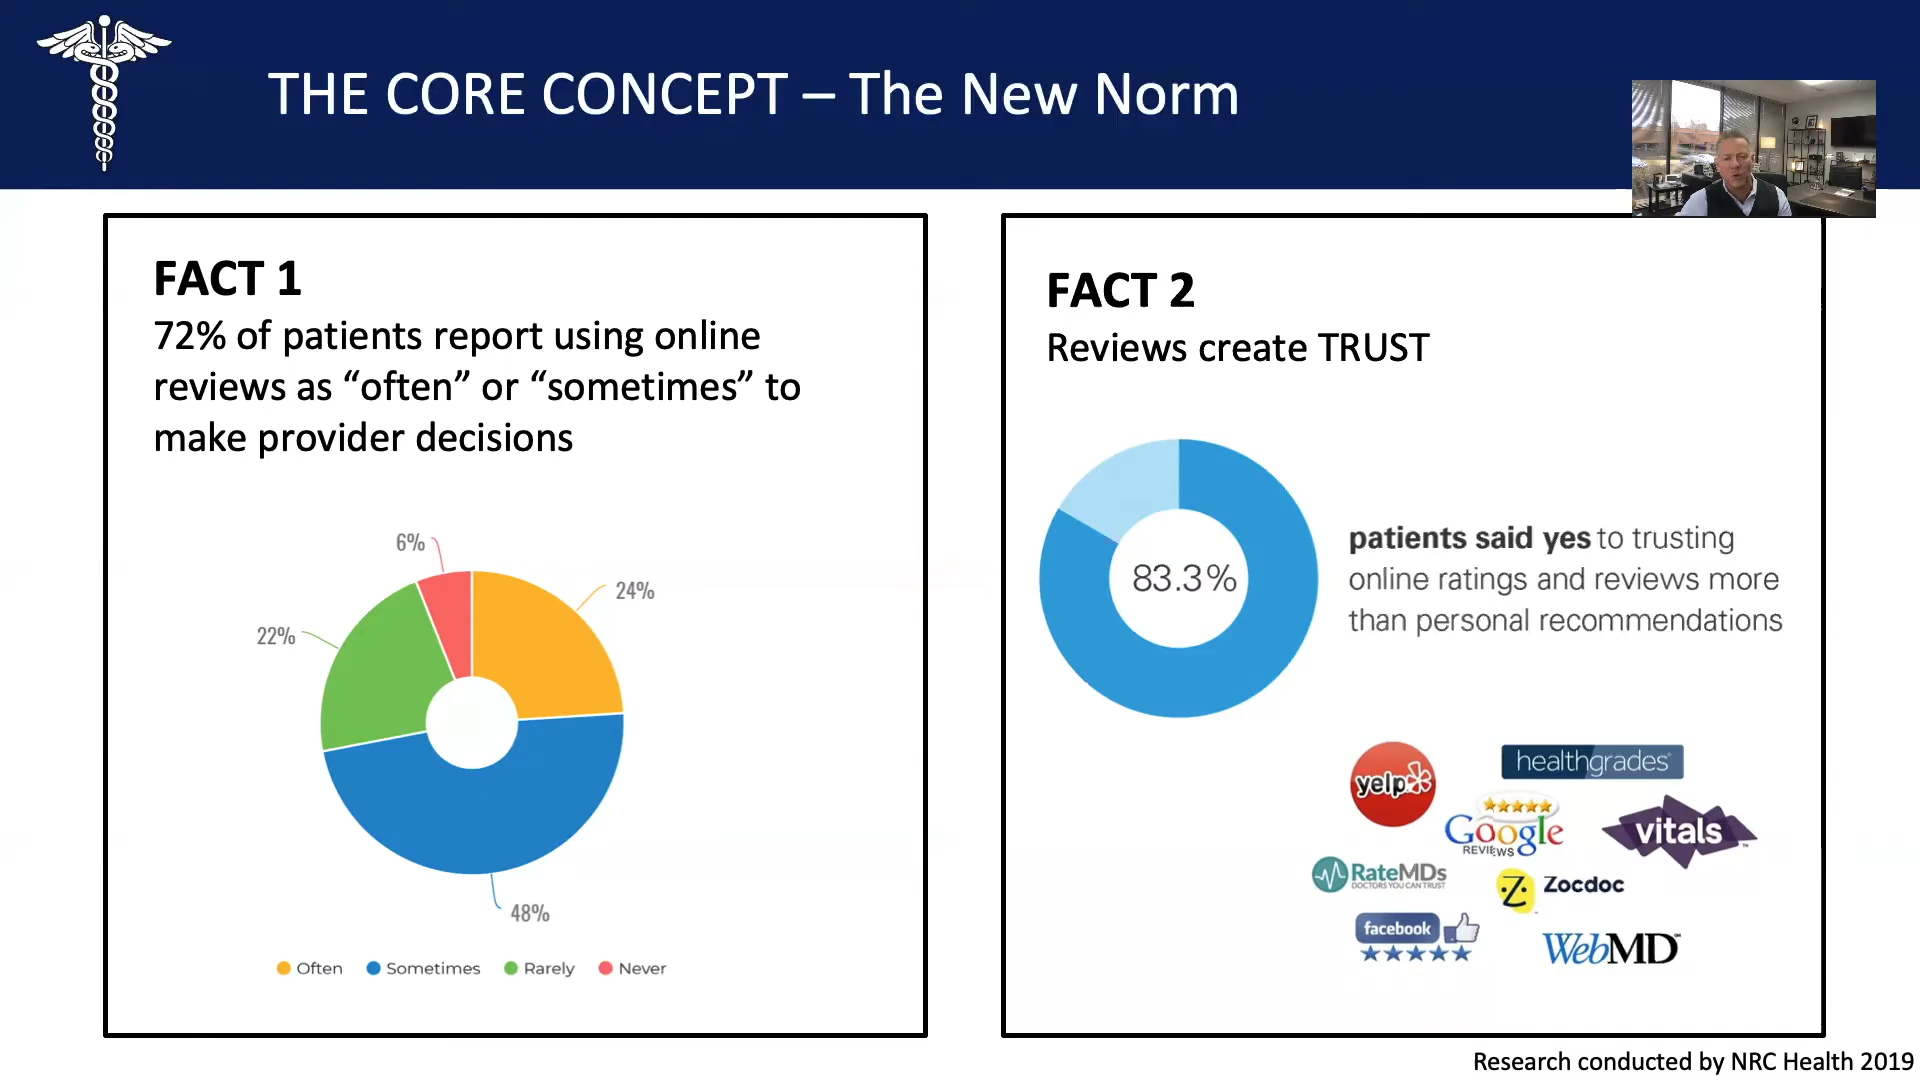 THE CORE CONCEPT – The New Norm
FACT 1
72% of patients report using online
reviews as “often” or “sometimes” to
make provider decisions
6%
24%
22%
48%
Often Sometimes Rarely Never
FACT 2
Reviews create TRUST
83.3%
patients said yes to trusting
online ratings and reviews more
than personal recommendations
yelp
healthgrades
Google
REVIEWS
vitals™
RateMDs
DOCTORS YOU CAN TRUST
Zocdoc
facebook
WebMD
Research conducted by NRC Health 2019